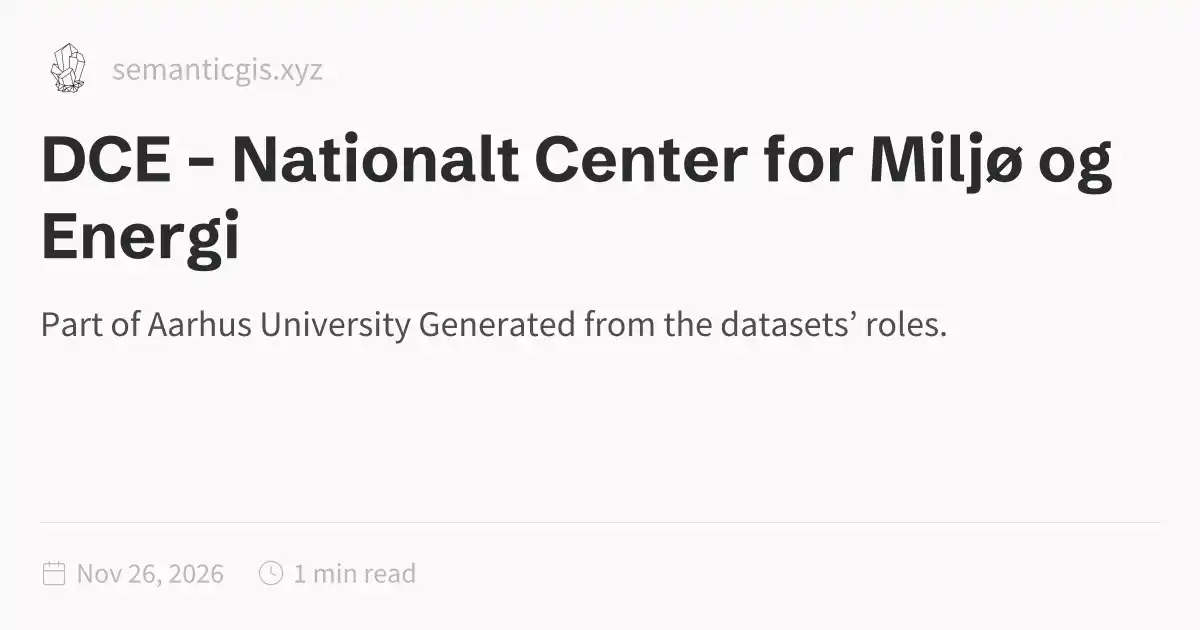 semanticgis.xyz
DCE – Nationalt Center for Miljø og
Energi
Part of Aarhus University Generated from the datasets’ roles.
Nov 26, 2026
1 min read